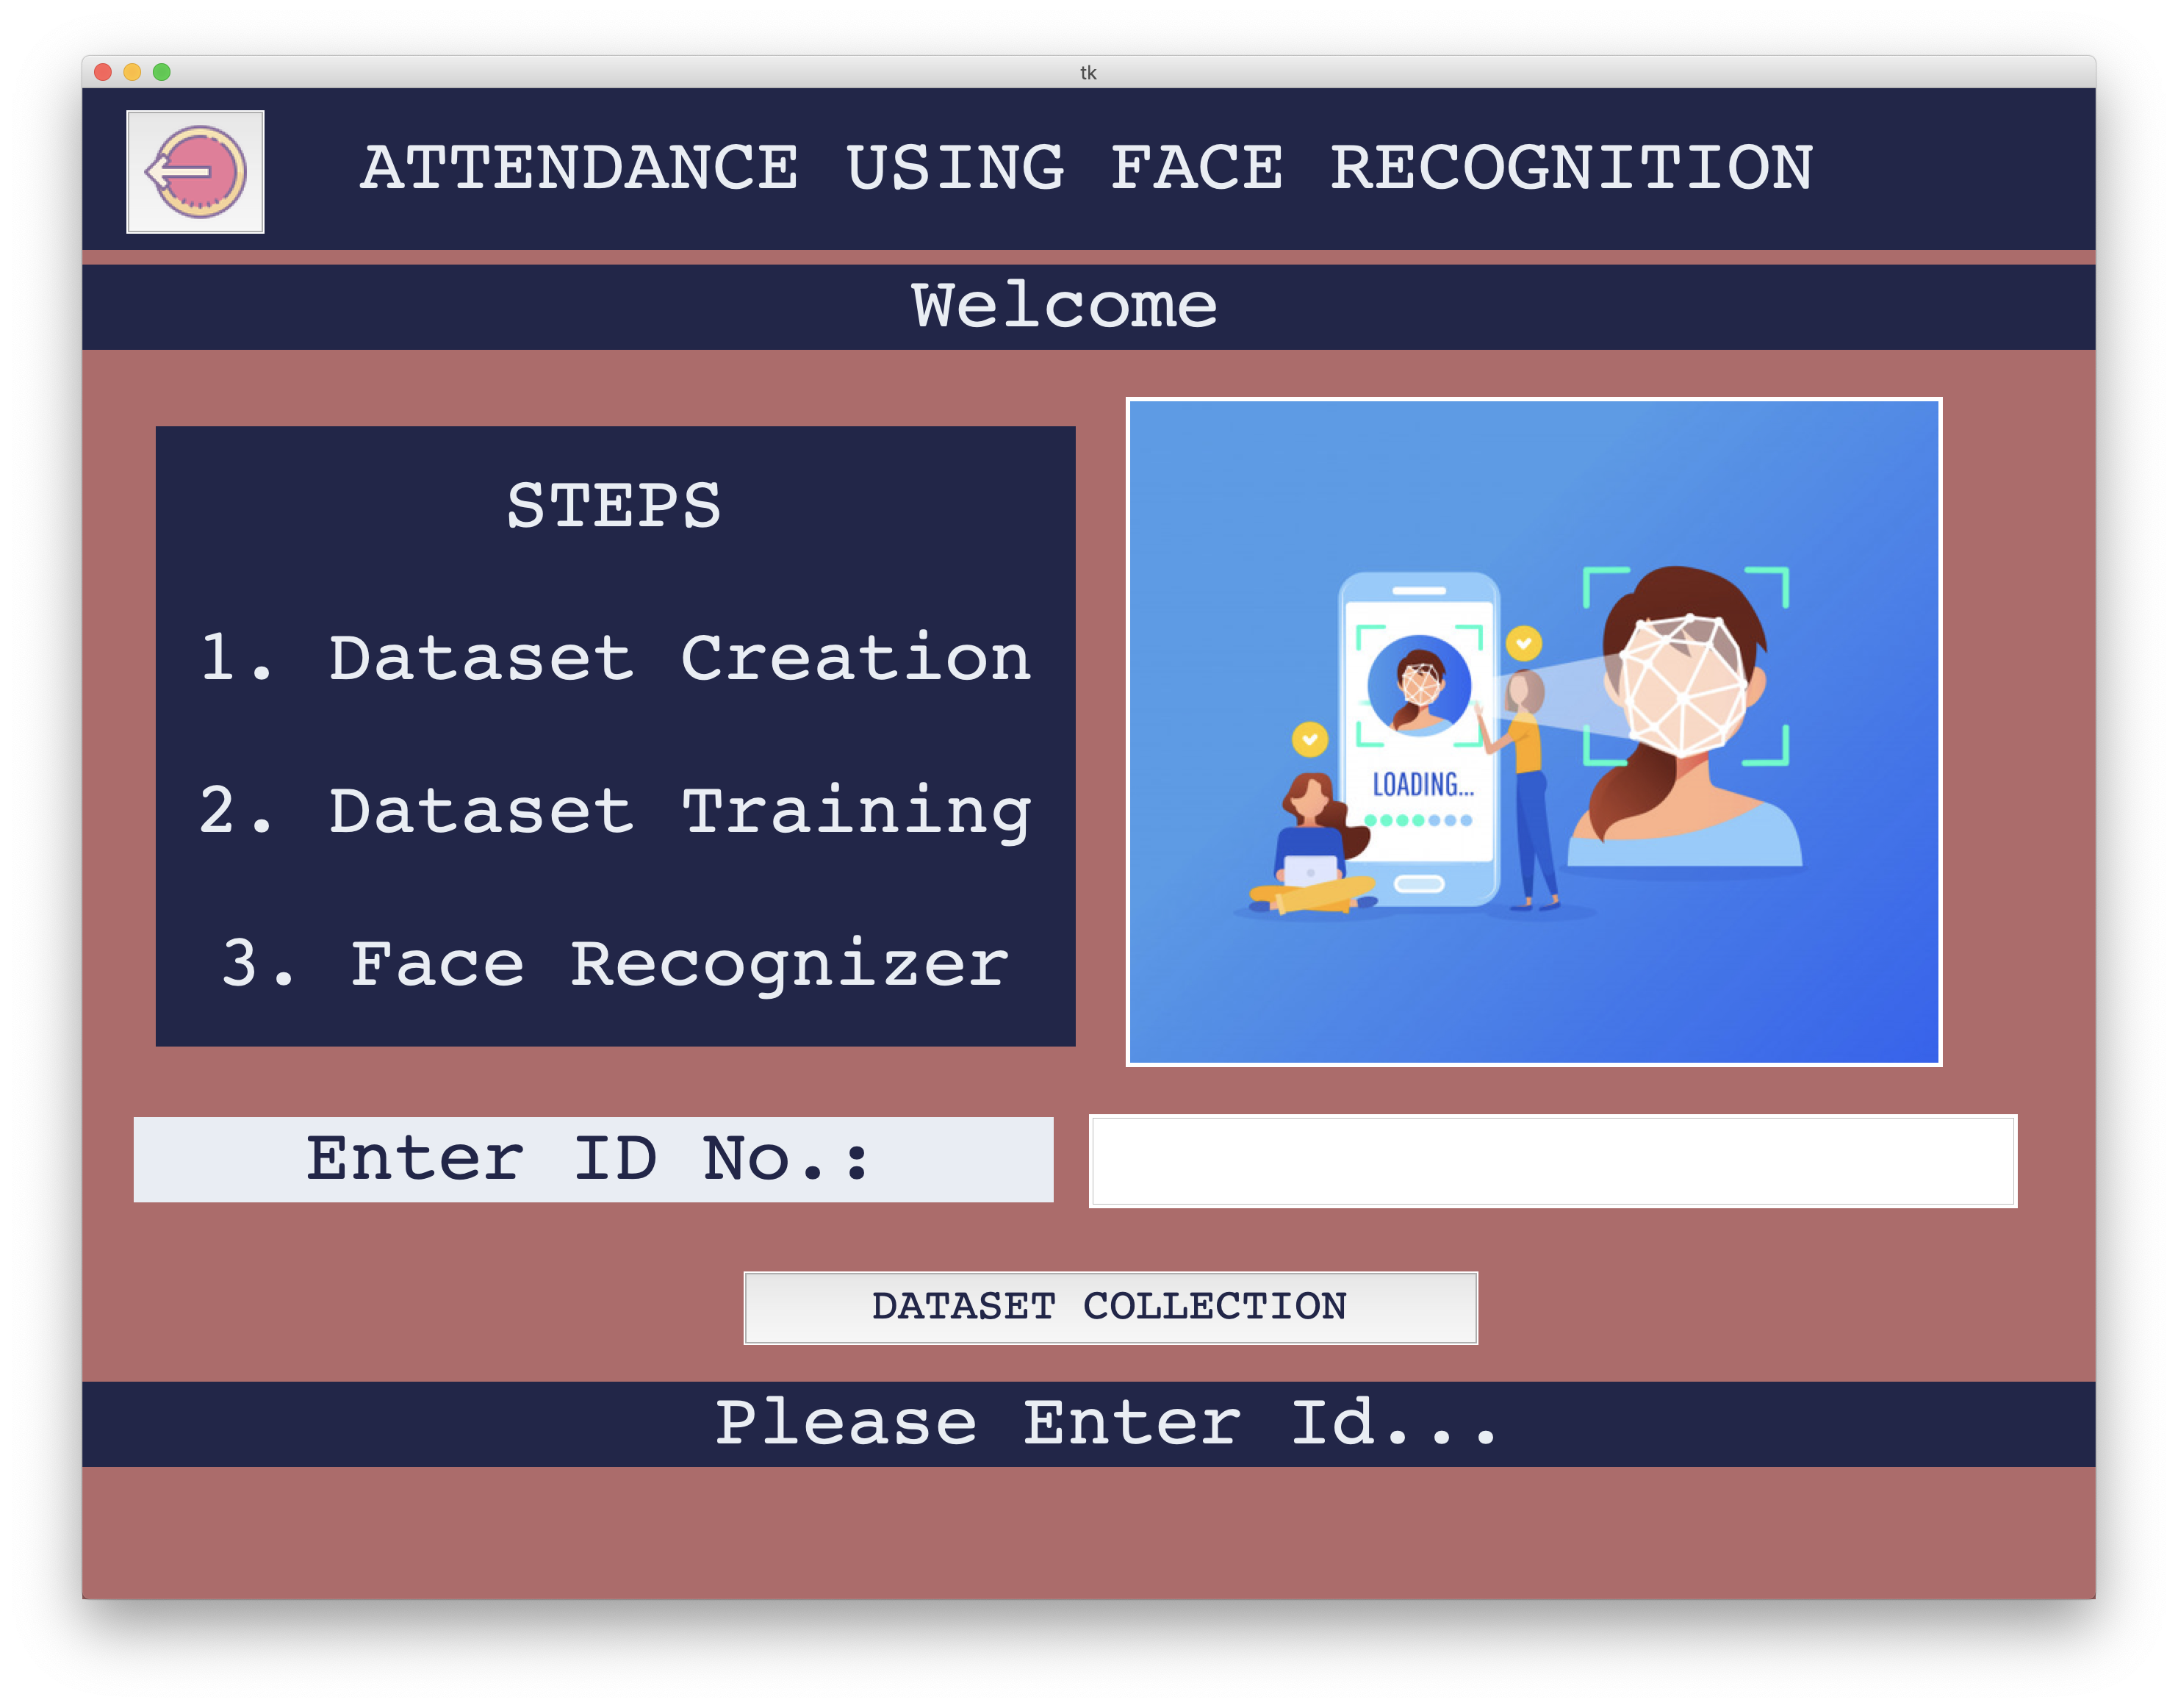 tk
ATTENDANCE USING FACE RECOGNITION
Welcome
STEPS
1. Dataset Creation
2. Dataset Training
3. Face Recognizer
LOADING...
Enter ID No.:
DATASET COLLECTION
Please Enter Id...